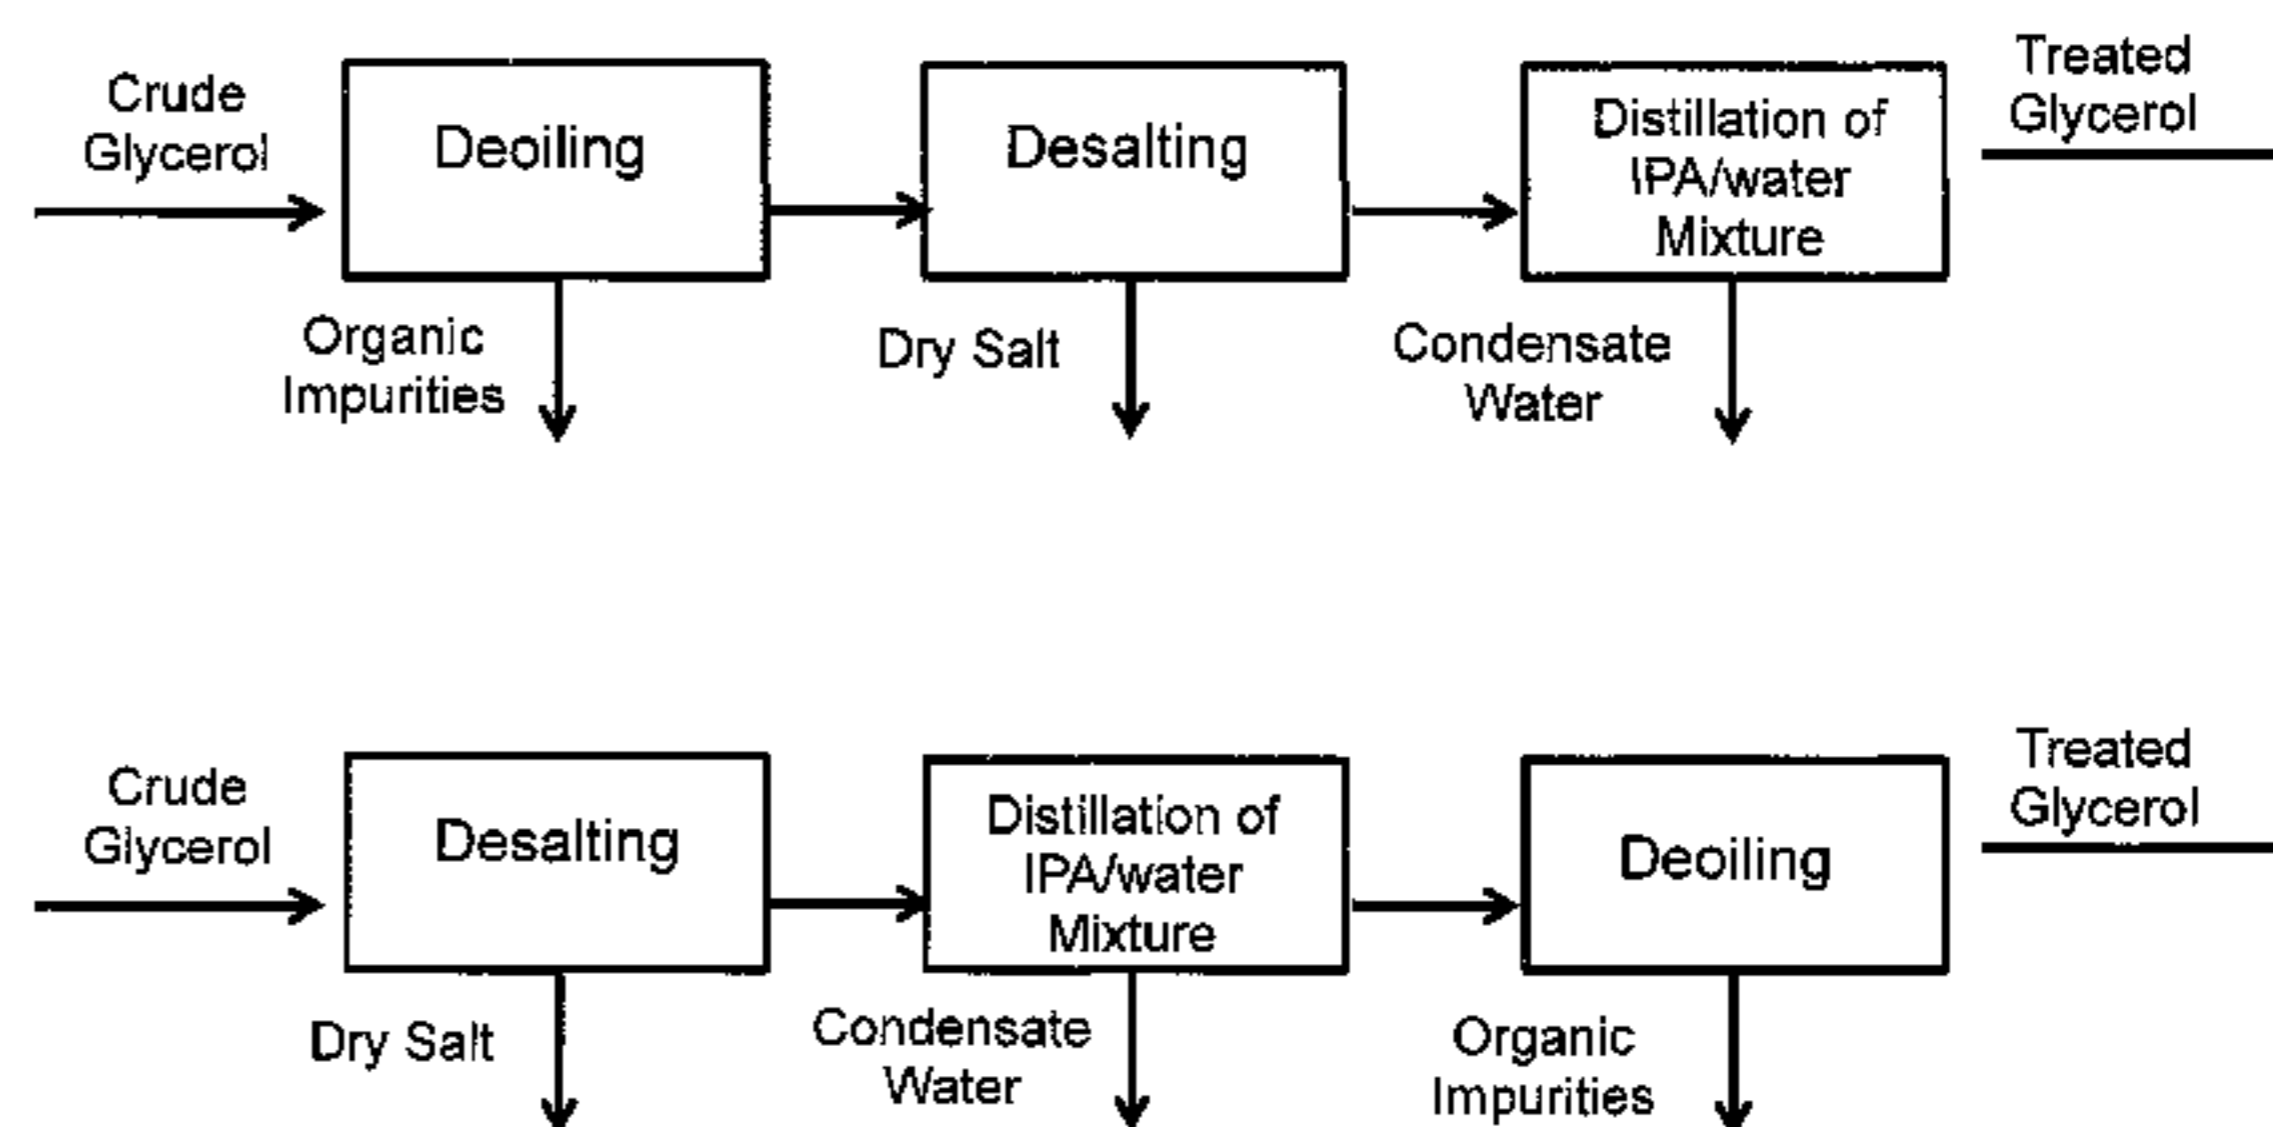 Crude
Glycerol
Deoiling
Desalting
Distillation of
IPA/water
Mixture
Treated
Glycerol
Organic
Impurities
Dry Salt
Condensate
Water
Crude
Glycerol
Desalting
Distillation of
IPA/water
Mixture
Deoiling
Treated
Glycerol
Dry Salt
Condensate
Water
Organic
Impurities